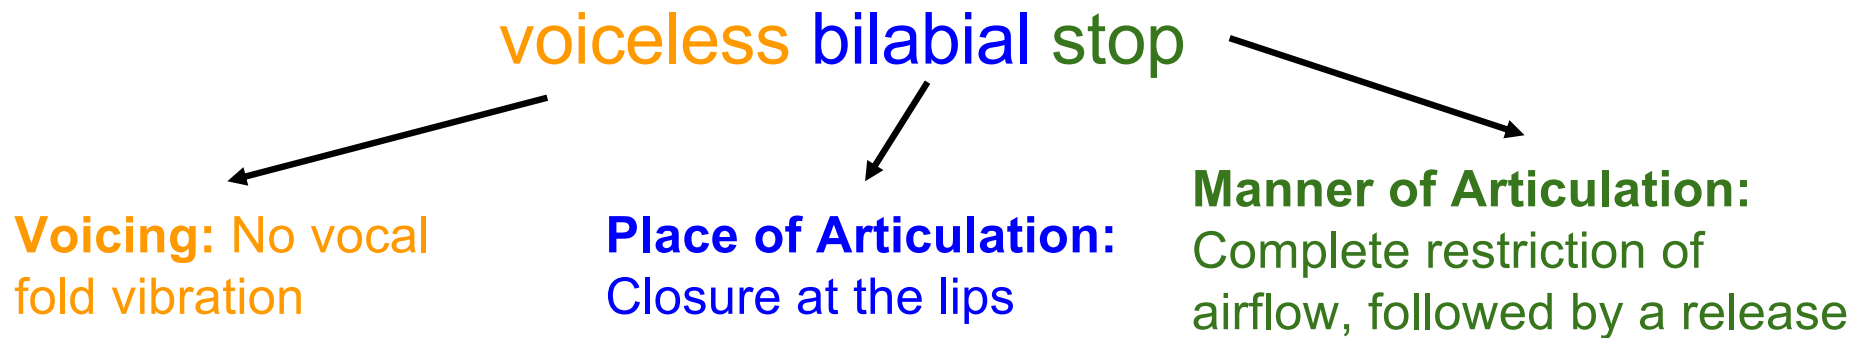 voiceless bilabial stop
Voicing: No vocal
fold vibration
Place of Articulation:
Closure at the lips
Manner of Articulation:
Complete restriction of
airflow, followed by a release